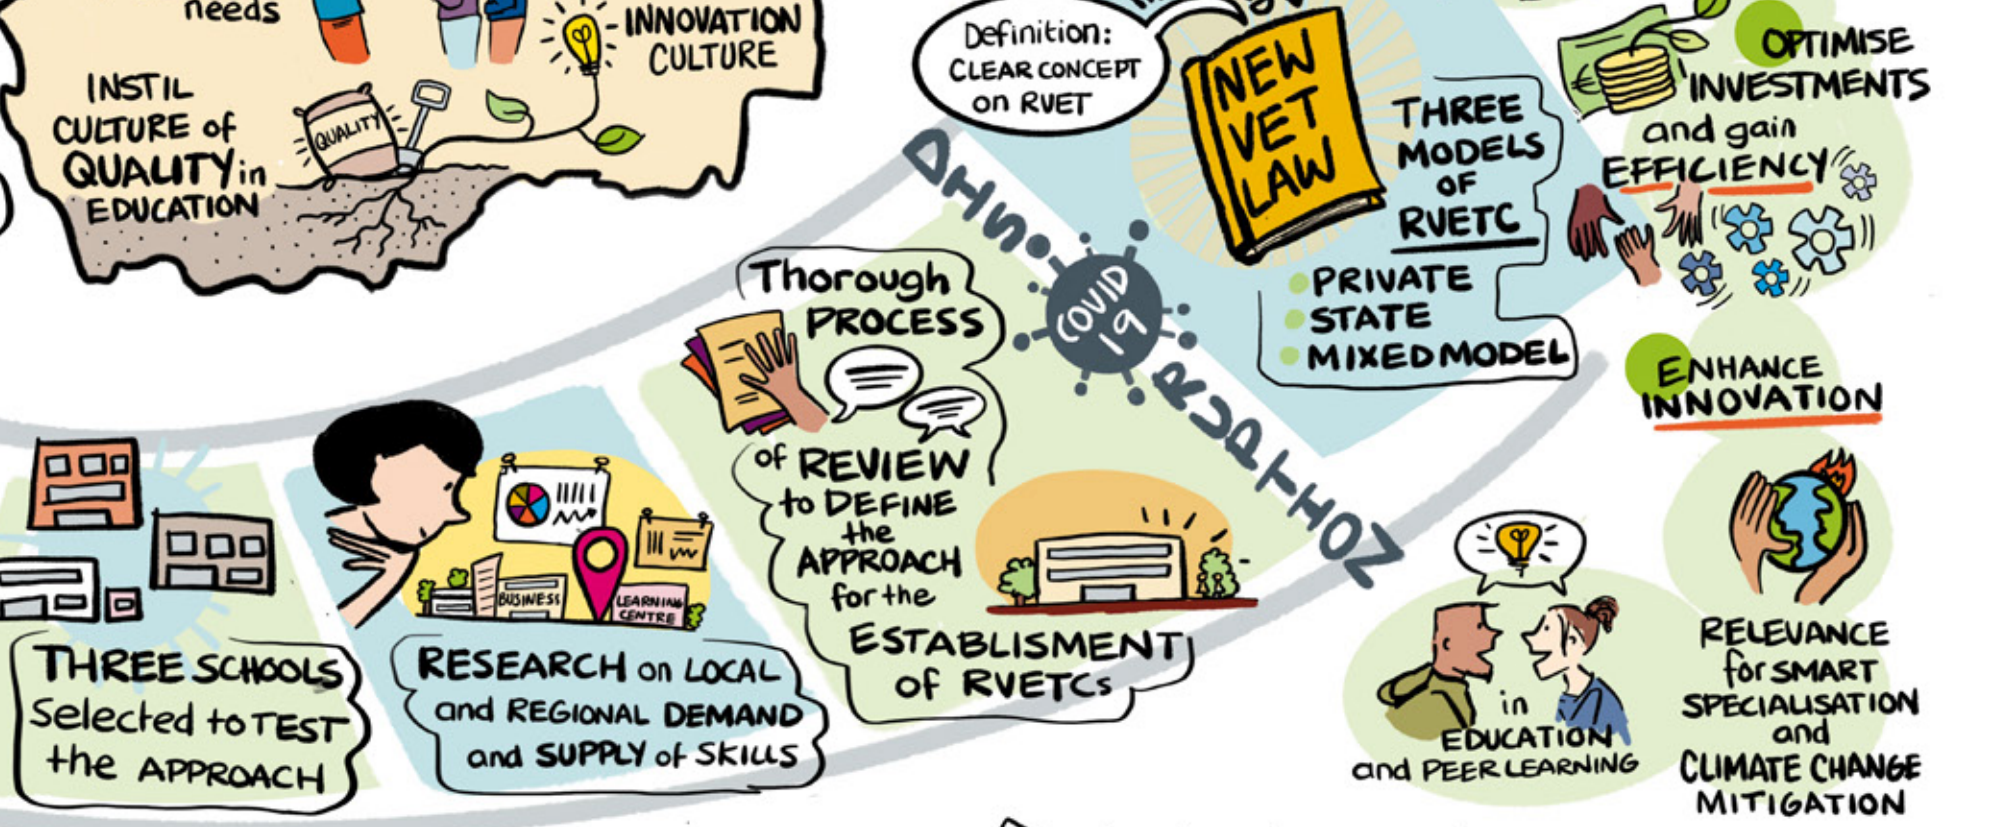 needs
INNOVATION
CULTURE
INSTIL
CULTURE of
QUALITY in
EDUCATION
QUALITY
Definition:
CLEAR CONCEPT
on RVET
NEW
VET
LAW
THREE
MODELS
OF
RVETC
PRIVATE
STATE
MIXED MODEL
OPTIMISE
INVESTMENTS
and gain
EFFICIENCY
DIS
COVID
19
RUPTION
Thorough
PROCESS
of REVIEW
to DEFINE
the
APPROACH
for the
ESTABLISMENT
of RVETCs
ENHANCE
INNOVATION
in
EDUCATION
and PEER LEARNING
RELEVANCE
for SMART
SPECIALISATION
and
CLIMATE CHANGE
MITIGATION
BUSINESS
LEARNING
CENTRE
THREE SCHOOLS
Selected to TEST
the APPROACH
RESEARCH on LOCAL
and REGIONAL DEMAND
and SUPPLY of SKILLS